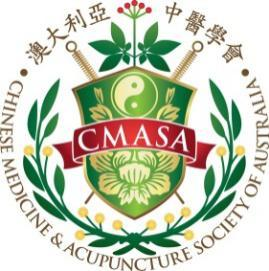 · 澳大利亞 中醫學會 ·
CMASA
CHINESE MEDICINE & ACUPUNCTURE SOCIETY OF AUSTRALIA